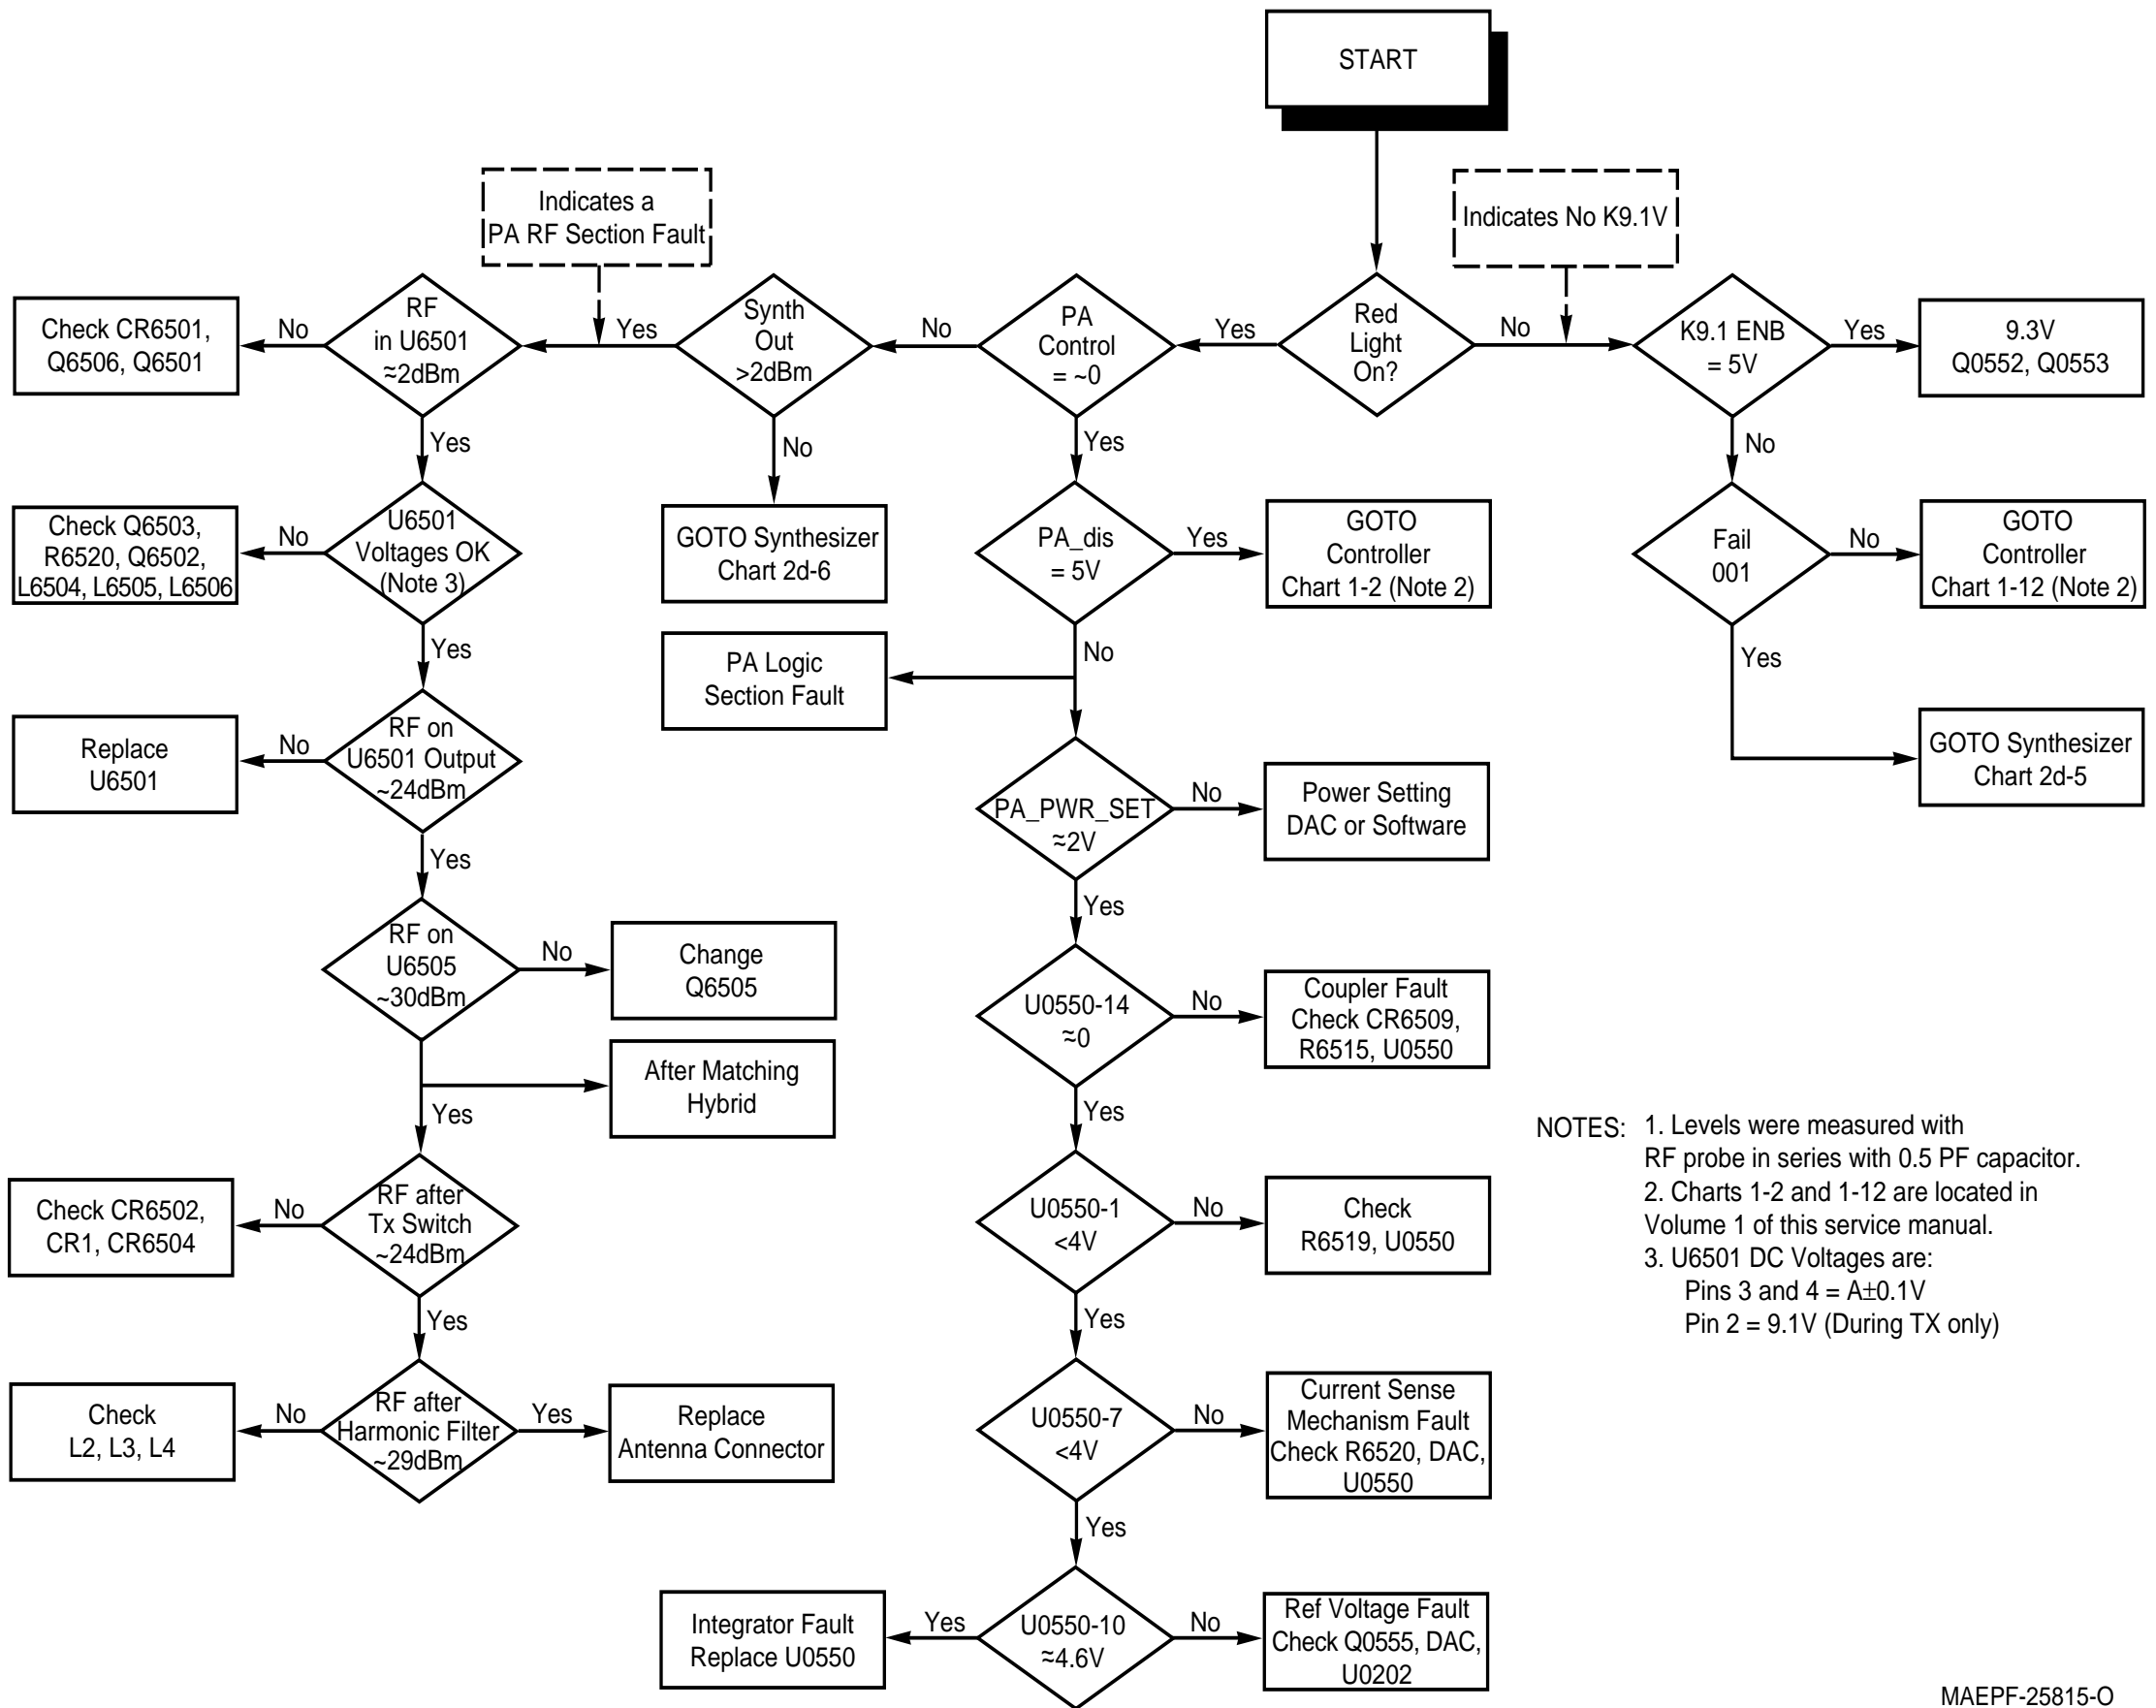 START
Indicates a
PA RF Section Fault
Indicates No K9.1V
Check CR6501,
Q6506, Q6501
No
RF
in U6501
≈2dBm
Yes
Synth
Out
>2dBm
No
PA
Control
= ~0
Yes
Red
Light
On?
No
K9.1 ENB
= 5V
Yes
9.3V
Q0552, Q0553
Yes
No
Yes
No
Check Q6503,
R6520, Q6502,
L6504, L6505, L6506
No
U6501
Voltages OK
(Note 3)
GOTO Synthesizer
Chart 2d-6
PA_dis
= 5V
Yes
GOTO
Controller
Chart 1-2 (Note 2)
Fail
001
No
GOTO
Controller
Chart 1-12 (Note 2)
Yes
PA Logic
Section Fault
No
Yes
Replace
U6501
No
RF on
U6501 Output
~24dBm
PA_PWR_SET
≈2V
No
Power Setting
DAC or Software
GOTO Synthesizer
Chart 2d-5
Yes
Yes
RF on
U6505
~30dBm
No
Change
Q6505
U0550-14
≈0
No
Coupler Fault
Check CR6509,
R6515, U0550
After Matching
Hybrid
Yes
Yes
Check CR6502,
CR1, CR6504
No
RF after
Tx Switch
~24dBm
U0550-1
<4V
No
Check
R6519, U0550
Yes
Yes
Check
L2, L3, L4
No
RF after
Harmonic Filter
~29dBm
Yes
Replace
Antenna Connector
U0550-7
<4V
No
Current Sense
Mechanism Fault
Check R6520, DAC,
U0550
Yes
Integrator Fault
Replace U0550
Yes
U0550-10
≈4.6V
No
Ref Voltage Fault
Check Q0555, DAC,
U0202
NOTES: 1. Levels were measured with
RF probe in series with 0.5 PF capacitor.
2. Charts 1-2 and 1-12 are located in
Volume 1 of this service manual.
3. U6501 DC Voltages are:
Pins 3 and 4 = A±0.1V
Pin 2 = 9.1V (During TX only)
MAEPF-25815-O